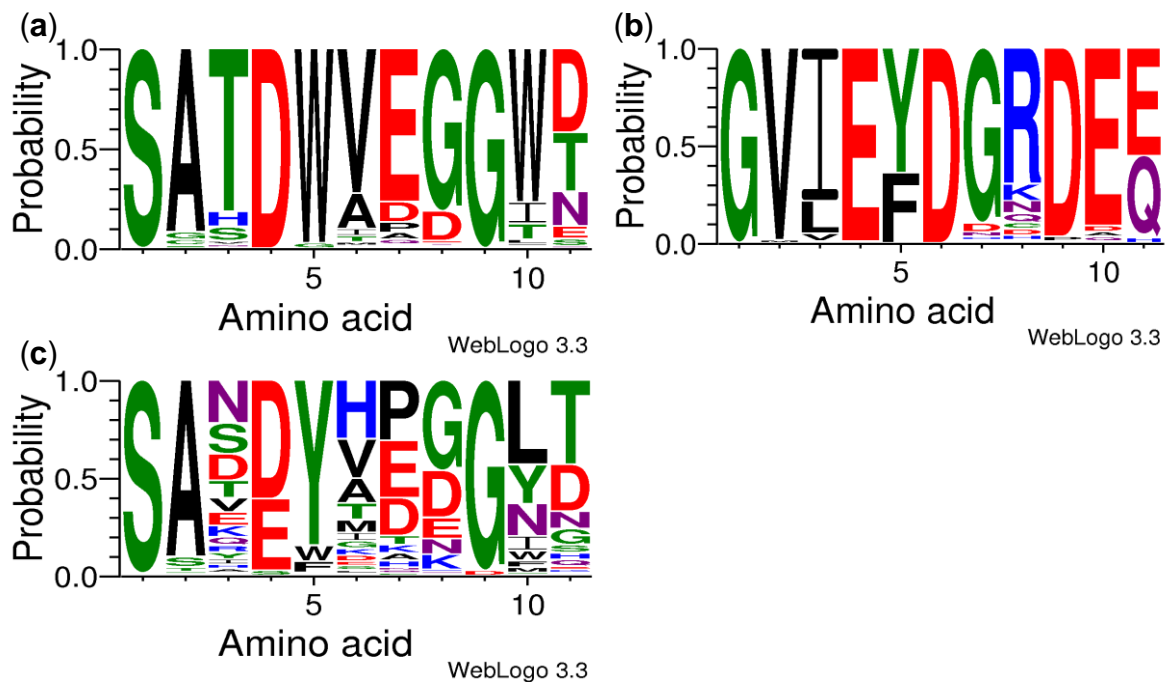 (a)
Probability
1.0
0.5
0.0
SATDWVEGGWD
T
H
S
A
D
P
A
D
T
N
E
5
10
Amino acid
WebLogo 3.3
(b)
Probability
1.0
0.5
0.0
GVIEYDGRDEE
L
F
D
K
N
Q
Q
5
10
Amino acid
WebLogo 3.3
(c)
Probability
1.0
0.5
0.0
SANDYHPGGLT
S
D
T
V
E
K
E
W
F
V
A
T
M
E
D
D
E
N
K
Y
N
D
N
G
5
10
Amino acid
WebLogo 3.3